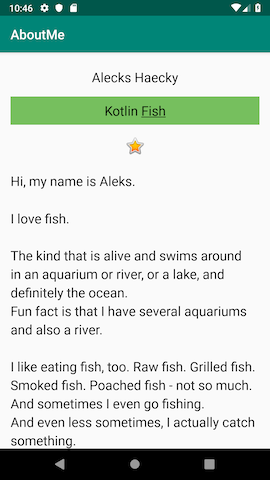 10:46
AboutMe
Alecks Haecky
Kotlin Fish
Hi, my name is Aleks.
I love fish.
The kind that is alive and swims around
in an aquarium or river, or a lake, and
definitely the ocean.
Fun fact is that I have several aquariums
and also a river.
I like eating fish, too. Raw fish. Grilled fish.
Smoked fish. Poached fish - not so much.
And sometimes I even go fishing.
And even less sometimes, I actually catch
something.